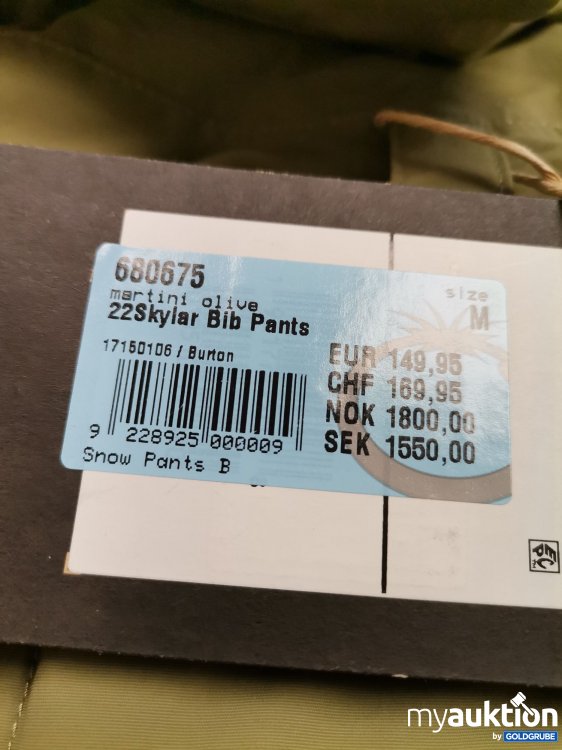 680675
martini olive
22Skylar Bib Pants
size
M
17150106 / Burton
EUR 149,95
CHF 169,95
NOK 1800,00
SEK 1550,00
9 228925 000009
Snow Pants B
myauktion
by GOLDGRUBE